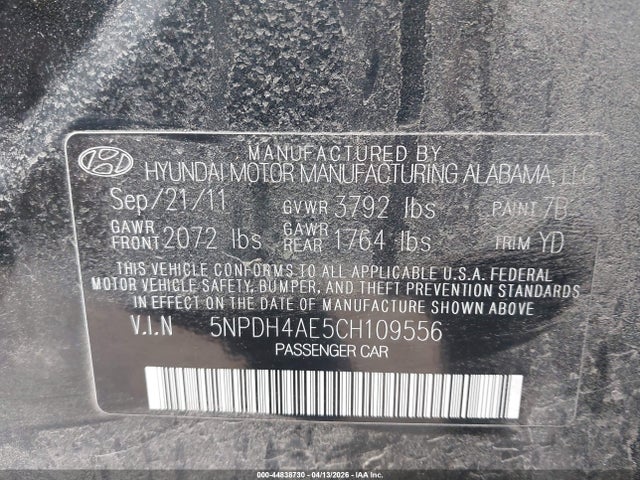 MANUFACTURED BY
HYUNDAI MOTOR MANUFACTURING ALABAMA, LLC
Sep/21/11 GVWR 3792 lbs PAINT 7B
GAWR FRONT 2072 lbs GAWR REAR 1764 lbs TRIM YD
THIS VEHICLE CONFORMS TO ALL APPLICABLE U.S.A. FEDERAL
MOTOR VEHICLE SAFETY, BUMPER, AND THEFT PREVENTION STANDARDS
IN EFFECT ON THE DATE OF MANUFACTURE SHOWN ABOVE
V.I.N 5NPDH4AE5CH109556
PASSENGER CAR
000-44838730 - 04/13/2026 - IAA Inc.